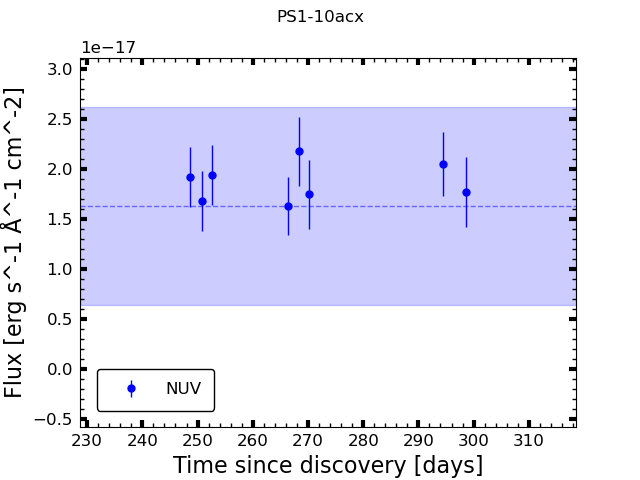 PS1-10acx
1e−17
3.0
2.5
2.0
1.5
1.0
0.5
0.0
−0.5
Flux [erg s^-1 Å^-1 cm^-2]
NUV
230 240 250 260 270 280 290 300 310
Time since discovery [days]